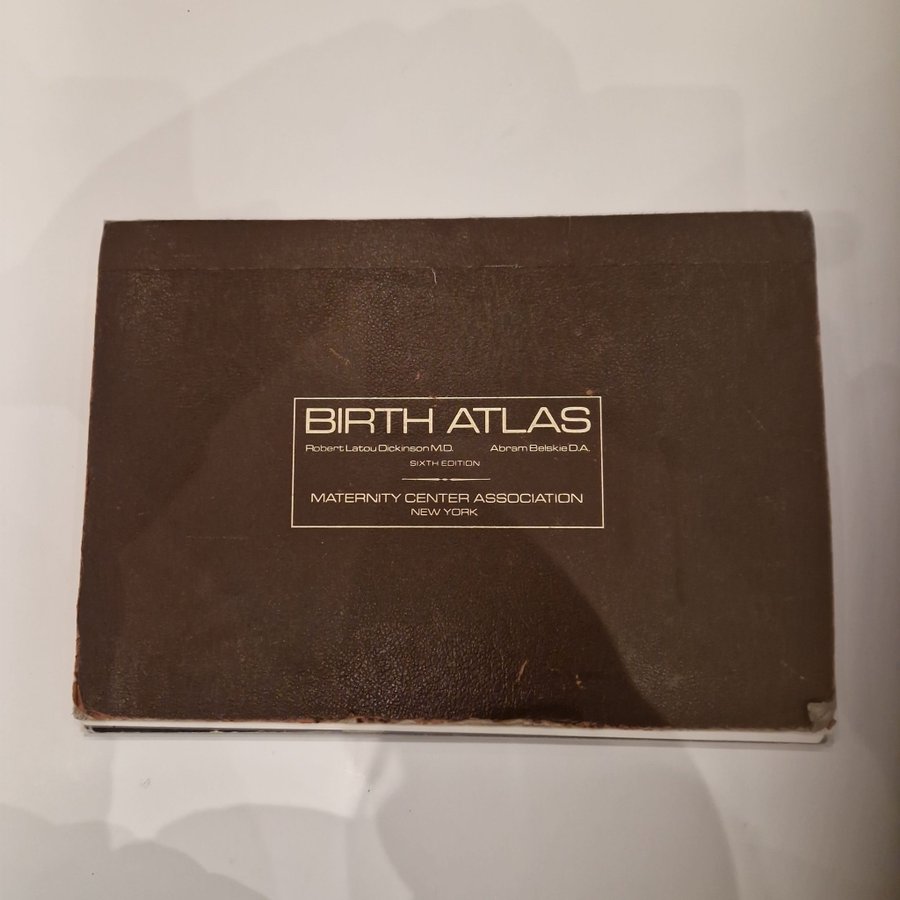 BIRTH ATLAS
Robert Latou Dickinson M.D. Abram Belskie D.A.
SIXTH EDITION
MATERNITY CENTER ASSOCIATION
NEW YORK